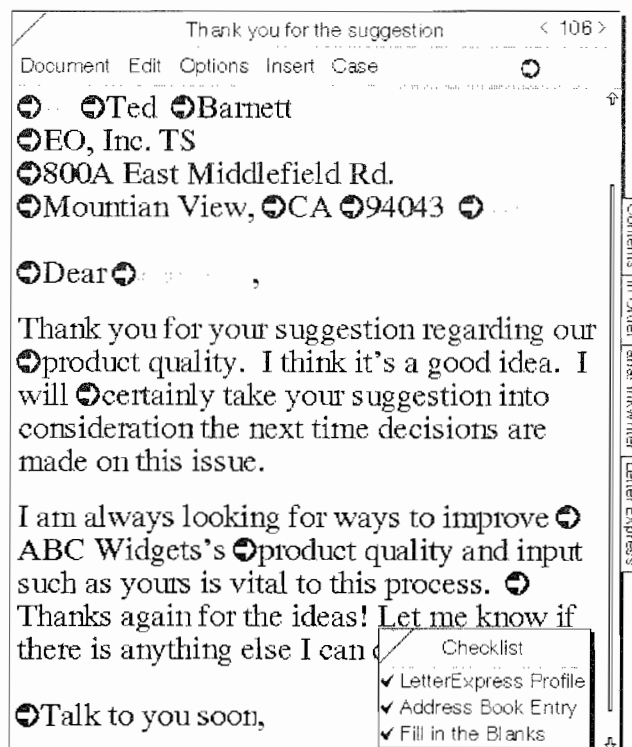 Thank you for the suggestion < 106 >
Document Edit Options Insert Case
Ted Barnett
EO, Inc. TS
800A East Middlefield Rd.
Mountian View, CA 94043
Dear ,
Thank you for your suggestion regarding our
product quality. I think it's a good idea. I
will certainly take your suggestion into
consideration the next time decisions are
made on this issue.
I am always looking for ways to improve
ABC Widgets's product quality and input
such as yours is vital to this process.
Thanks again for the ideas! Let me know if
there is anything else I can
Talk to you soon,
Checklist
✔ LetterExpress Profile
✔ Address Book Entry
✔ Fill in the Blanks
Contents
Letter Express